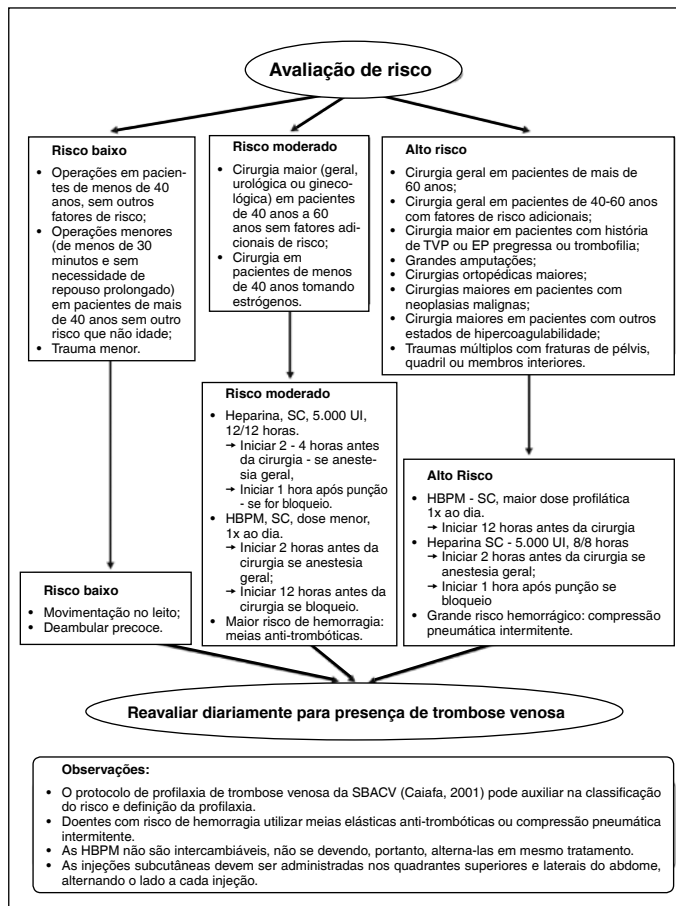 Avaliação de risco
Risco baixo
• Operações em pacien-
tes de menos de 40
anos, sem outros
fatores de risco;
• Operações menores
(de menos de 30
minutos e sem
necessidade de
repouso prolongado)
em pacientes de mais
de 40 anos sem outro
risco que não idade;
• Trauma menor.
Risco moderado
• Cirurgia maior (geral,
urológica ou gineco-
lógica) em pacientes
de 40 anos a 60
anos sem fatores adi-
cionais de risco;
• Cirurgia em
pacientes de menos
de 40 anos tomando
estrógenos.
Alto risco
• Cirurgia geral em pacientes de mais de
60 anos;
• Cirurgia geral em pacientes de 40-60 anos
com fatores de risco adicionais;
• Cirurgia maior em pacientes com história
de TVP ou EP pregressa ou trombofilia;
• Grandes amputações;
• Cirurgias ortopédicas maiores;
• Cirurgias maiores em pacientes com
neoplasias malignas;
• Cirurgia maiores em pacientes com outros
estados de hipercoagulabilidade;
• Traumas múltiplos com fraturas de pélvis,
quadril ou membros interiores.
Risco baixo
• Movimentação no leito;
• Deambular precoce.
Risco moderado
• Heparina, SC, 5.000 UI,
12/12 horas.
→ Iniciar 2 - 4 horas antes
da cirurgia - se aneste-
sia geral,
→ Iniciar 1 hora após punção
- se for bloqueio.
• HBPM, SC, dose menor,
1x ao dia.
→ Iniciar 2 horas antes da
cirurgia se anestesia
geral;
→ Iniciar 12 horas antes da
cirurgia se bloqueio.
• Maior risco de hemorragia:
meias anti-trombóticas.
Alto Risco
• HBPM - SC, maior dose profilática
1x ao dia.
→ Iniciar 12 horas antes da cirurgia
• Heparina SC - 5.000 UI, 8/8 horas
→ Iniciar 2 horas antes da cirurgia se
anestesia geral;
→ Iniciar 1 hora após punção se
bloqueio
• Grande risco hemorrágico: compressão
pneumática intermitente.
Reavaliar diariamente para presença de trombose venosa
Observações:
• O protocolo de profilaxia de trombose venosa da SBACV (Caiafa, 2001) pode auxiliar na classificação
do risco e definição da profilaxia.
• Doentes com risco de hemorragia utilizar meias elásticas anti-trombóticas ou compressão pneumática
intermitente.
• As HBPM não são intercambiáveis, não se devendo, portanto, alterna-las em mesmo tratamento.
• As injeções subcutâneas devem ser administradas nos quadrantes superiores e laterais do abdome,
alternando o lado a cada injeção.